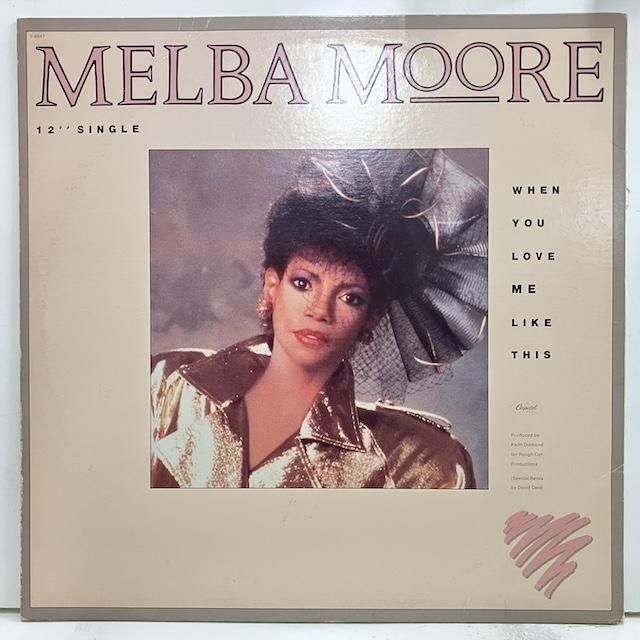 V-8641
MELBA MOORE
12'' SINGLE
WHEN
YOU
LOVE
ME
LIKE
THIS
Capitol
Produced by
Keith Diamond
for Rough Cut
Productions
(Special Remix
by David Cole)